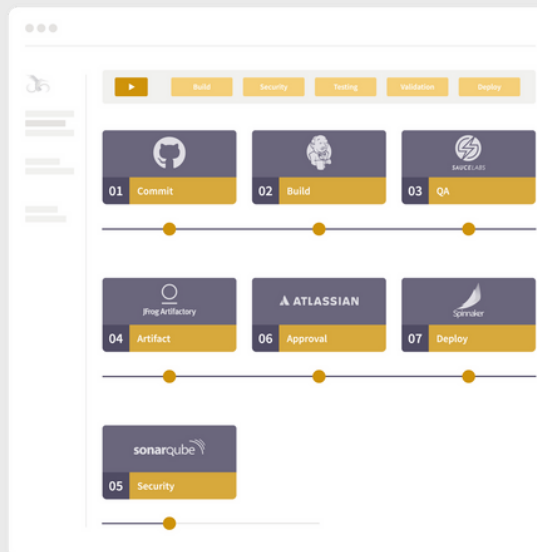 Build Security Testing Validation Deploy
SAUCELABS
01 Commit 02 Build 03 QA
JFrog Artifactory ATLASSIAN Spinnaker
04 Artifact 06 Approval 07 Deploy
sonarqube
05 Security